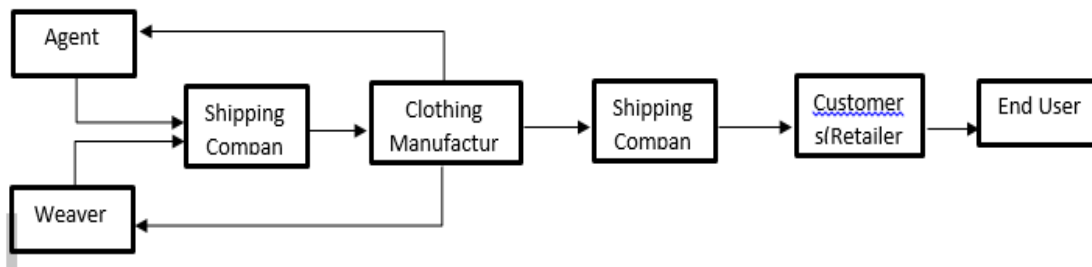 Agent
Shipping
Compan
Clothing
Manufactur
Shipping
Compan
Customer
s(Retailer
End User
Weaver